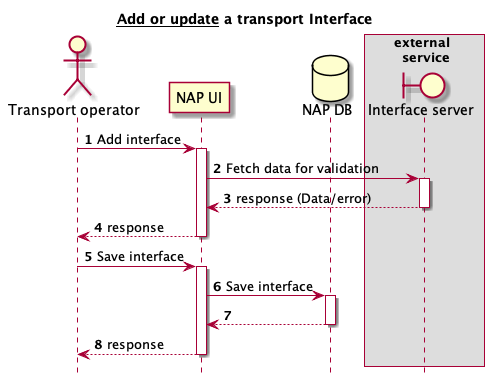 Add or update a transport Interface
external
service
Transport operator
NAP UI
NAP DB
Interface server
1 Add interface
2 Fetch data for validation
3 response (Data/error)
4 response
5 Save interface
6 Save interface
7
8 response